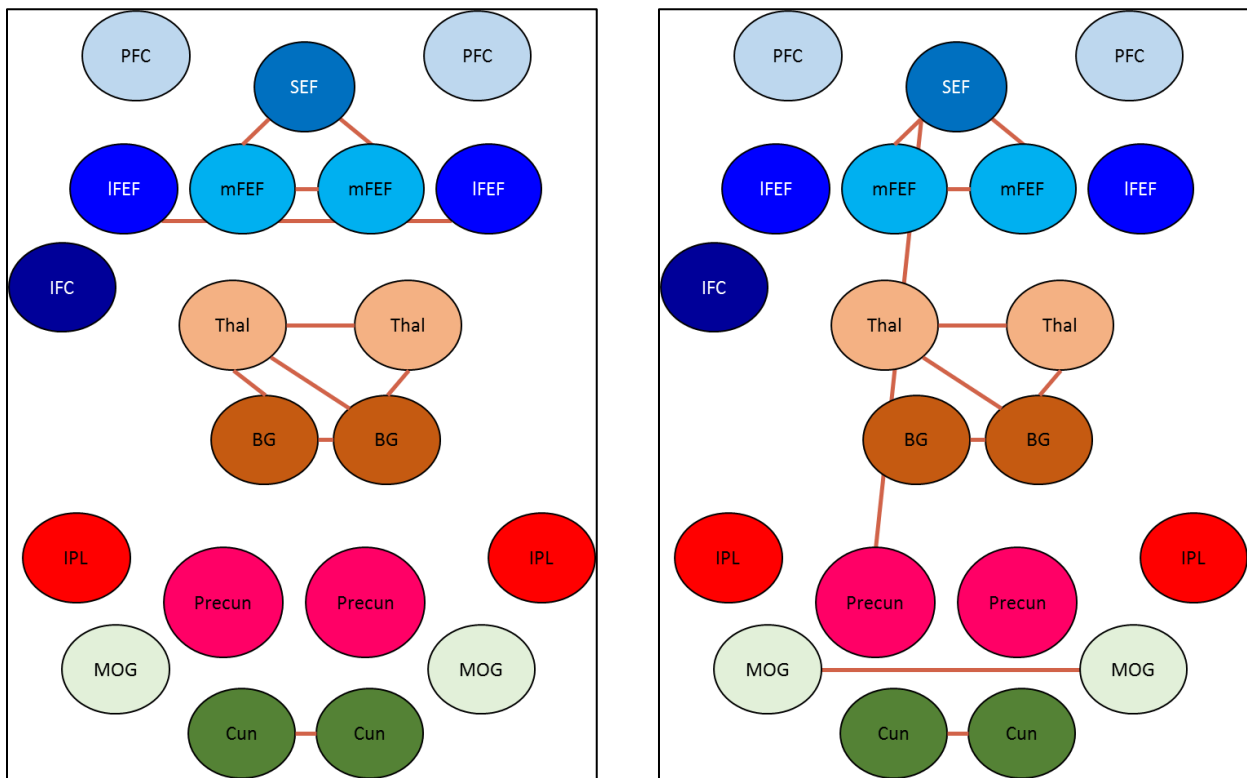 PFC
PFC
SEF
lFEF
mFEF
mFEF
lFEF
IFC
Thal
Thal
BG
BG
IPL
IPL
Precun
Precun
MOG
MOG
Cun
Cun
PFC
PFC
SEF
lFEF
mFEF
mFEF
lFEF
IFC
Thal
Thal
BG
BG
IPL
IPL
Precun
Precun
MOG
MOG
Cun
Cun